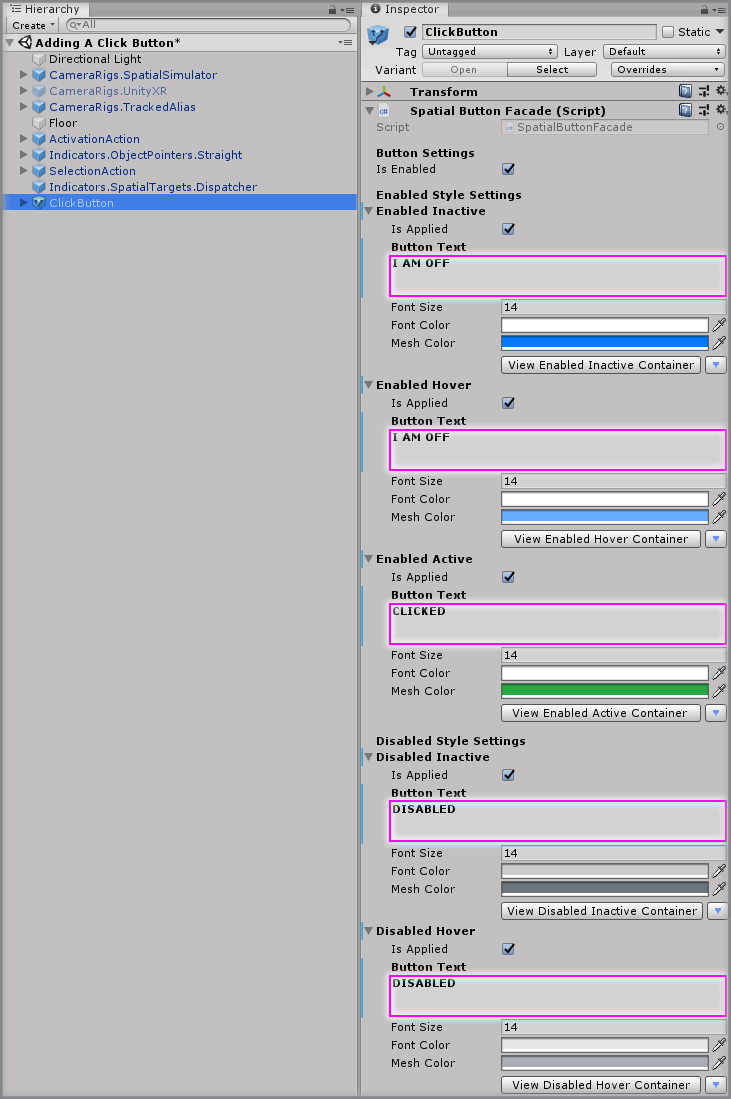 Hierarchy
Create
All
Adding A Click Button*
Directional Light
CameraRigs.SpatialSimulator
CameraRigs.UnityXR
CameraRigs.TrackedAlias
Floor
ActivationAction
Indicators.ObjectPointers.Straight
SelectionAction
Indicators.SpatialTargets.Dispatcher
ClickButton
Inspector
ClickButton Static
Tag Untagged Layer Default
Variant Open Select Overrides
Transform
Spatial Button Facade (Script)
Script SpatialButtonFacade
Button Settings
Is Enabled
Enabled Style Settings
Enabled Inactive
Is Applied
Button Text
I AM OFF
Font Size 14
Font Color
Mesh Color
View Enabled Inactive Container
Enabled Hover
Is Applied
Button Text
I AM OFF
Font Size 14
Font Color
Mesh Color
View Enabled Hover Container
Enabled Active
Is Applied
Button Text
CLICKED
Font Size 14
Font Color
Mesh Color
View Enabled Active Container
Disabled Style Settings
Disabled Inactive
Is Applied
Button Text
DISABLED
Font Size 14
Font Color
Mesh Color
View Disabled Inactive Container
Disabled Hover
Is Applied
Button Text
DISABLED
Font Size 14
Font Color
Mesh Color
View Disabled Hover Container